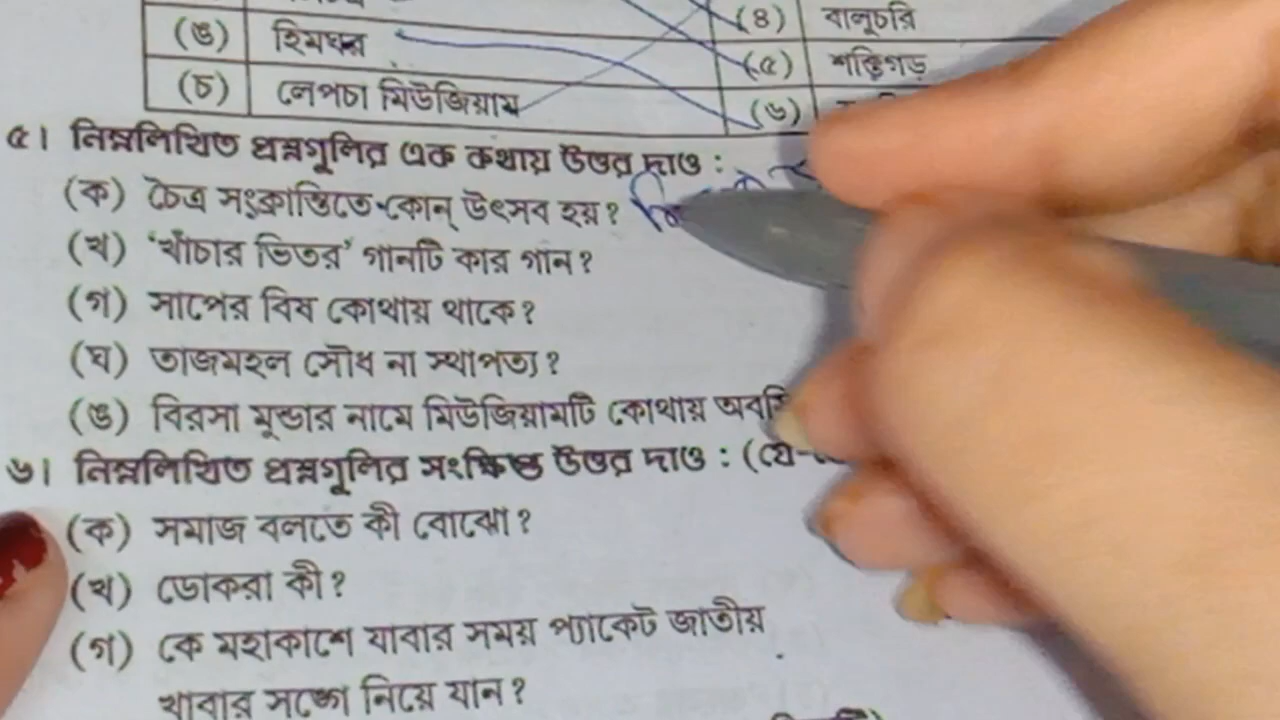 (৪) বালুচরি
(ঙ) হিমঘর (৫) শক্তিগড়
(চ) লেপচা মিউজিয়াম (৬)
৫। নিম্নলিখিত প্রশ্নগুলির এক কথায় উত্তর দাও :
(ক) চৈত্র সংক্রান্তিতে কোন্ উৎসব হয়?
(খ) ‘খাঁচার ভিতর’ গানটি কার গান?
(গ) সাপের বিষ কোথায় থাকে?
(ঘ) তাজমহল সৌধ না স্থাপত্য?
(ঙ) বিরসা মুন্ডার নামে মিউজিয়ামটি কোথায়
৬। নিম্নলিখিত প্রশ্নগুলির সংক্ষিপ্ত উত্তর দাও :
(ক) সমাজ বলতে কী বোঝো?
(খ) ডোকরা কী?
(গ) কে মহাকাশে যাবার সময় প্যাকেট জাতীয়
খাবার সঙ্গে নিয়ে যান?